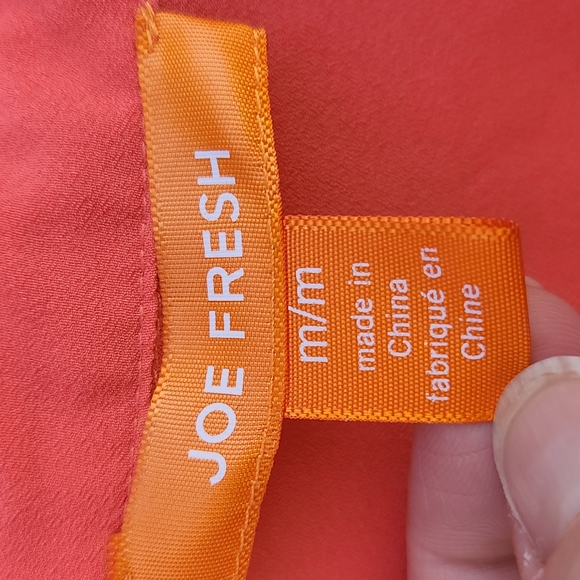 JOE FRESH
m/m
made in
China
fabriqué en
Chine